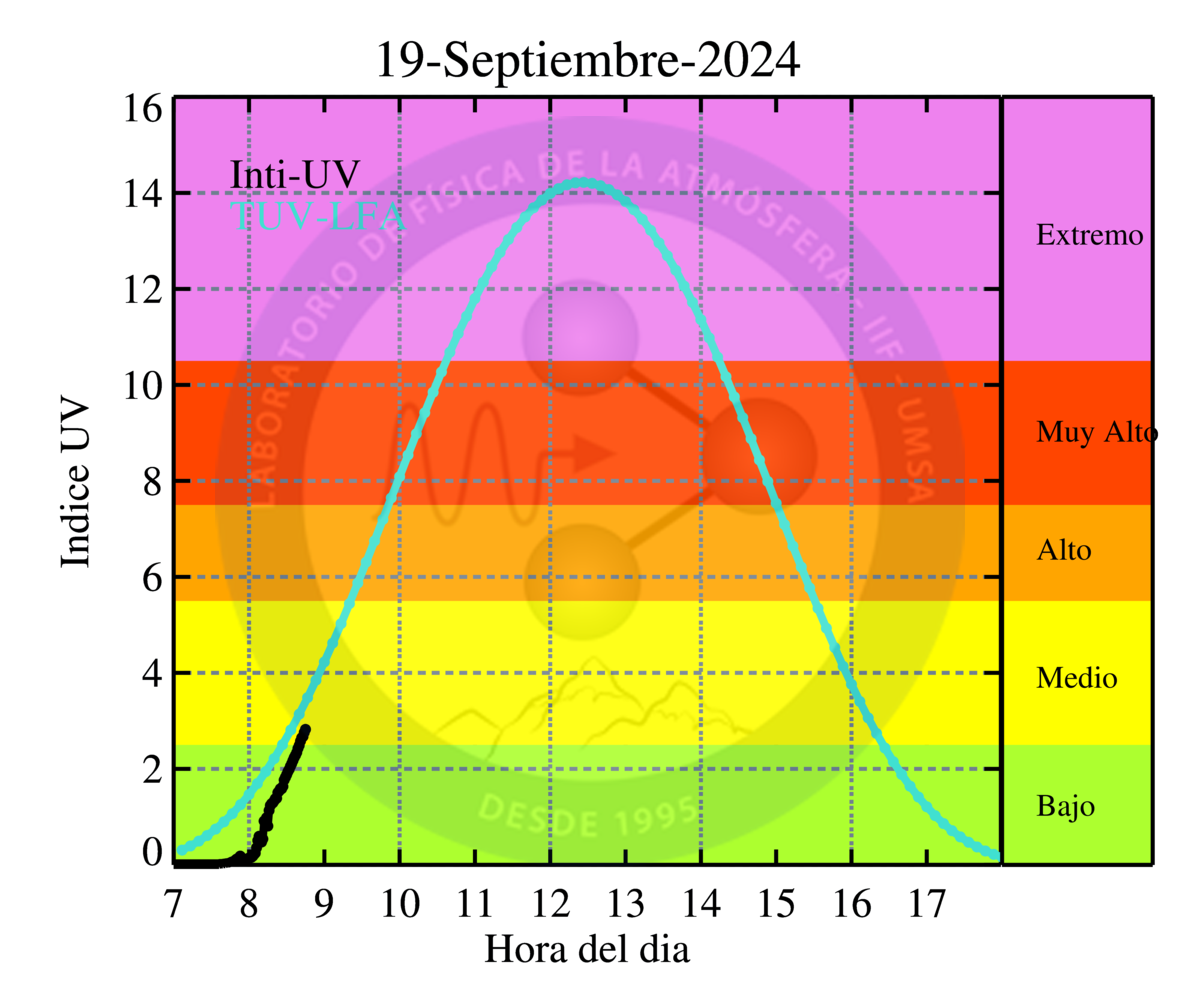 19-Septiembre-2024
16
14
12
10
8
6
4
2
0
Indice UV
Inti-UV
TUV-LFA
LABORATORIO DE FÍSICA DE LA ATMÓSFERA - IIF - UMSA
DESDE 1995
Extremo
Muy Alto
Alto
Medio
Bajo
7 8 9 10 11 12 13 14 15 16 17
Hora del dia